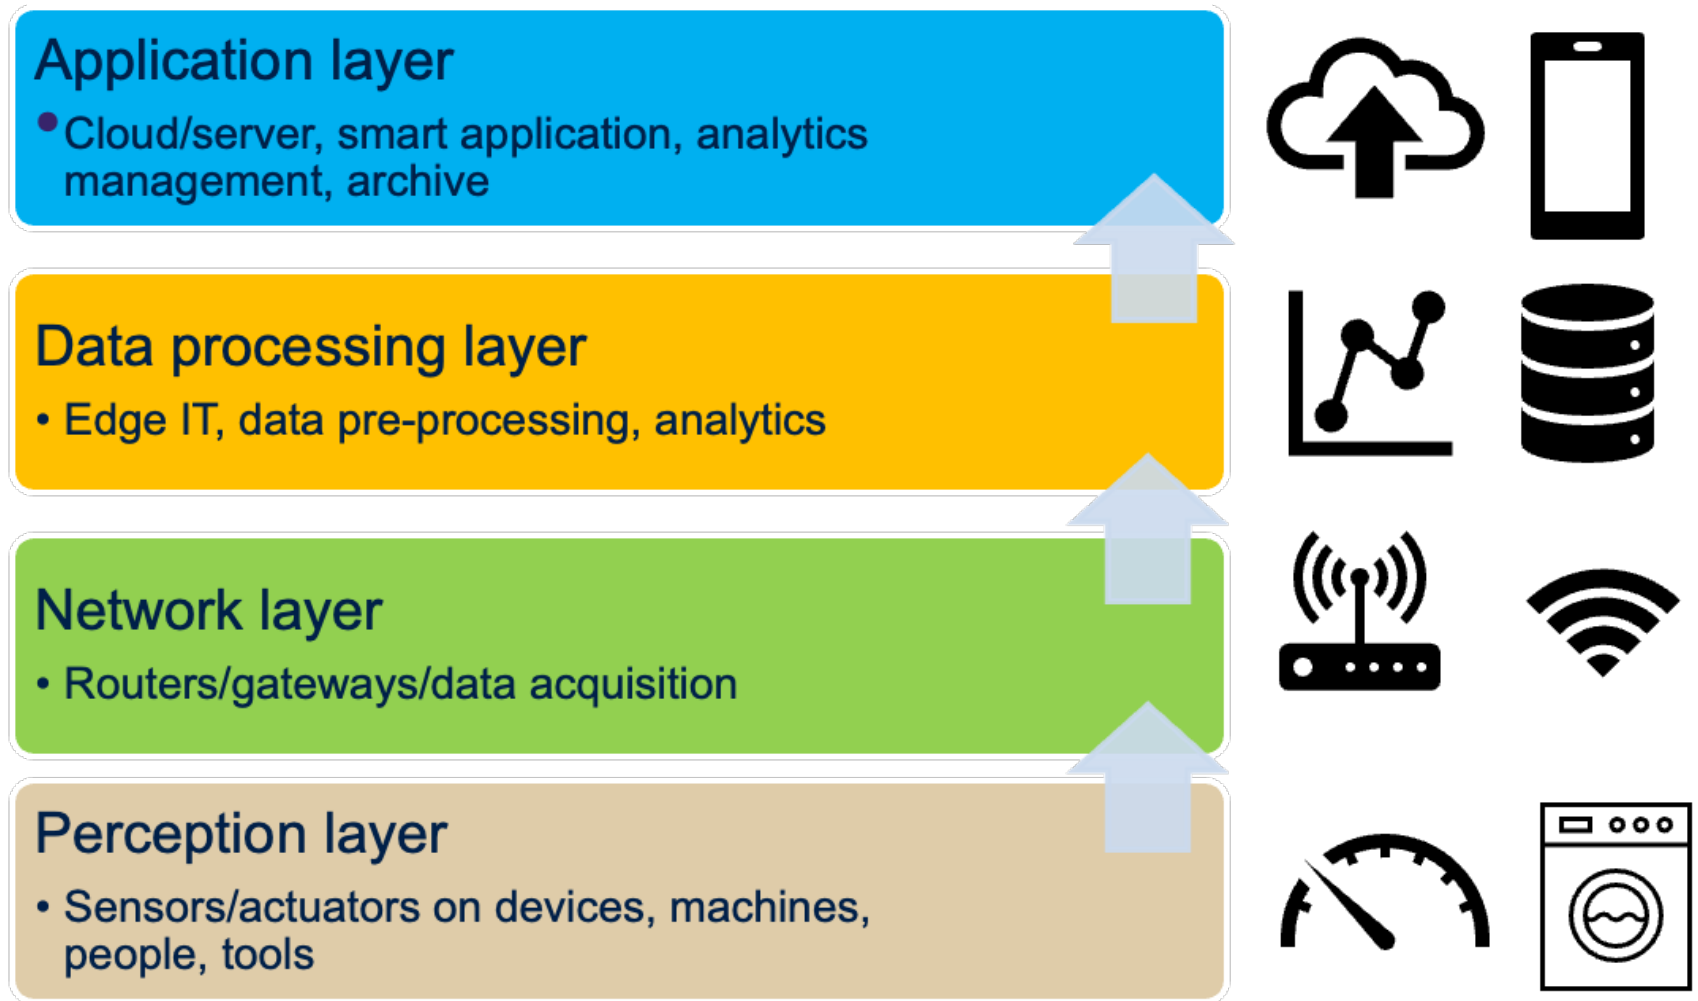 Application layer
• Cloud/server, smart application, analytics
management, archive
Data processing layer
• Edge IT, data pre-processing, analytics
Network layer
• Routers/gateways/data acquisition
Perception layer
• Sensors/actuators on devices, machines,
people, tools